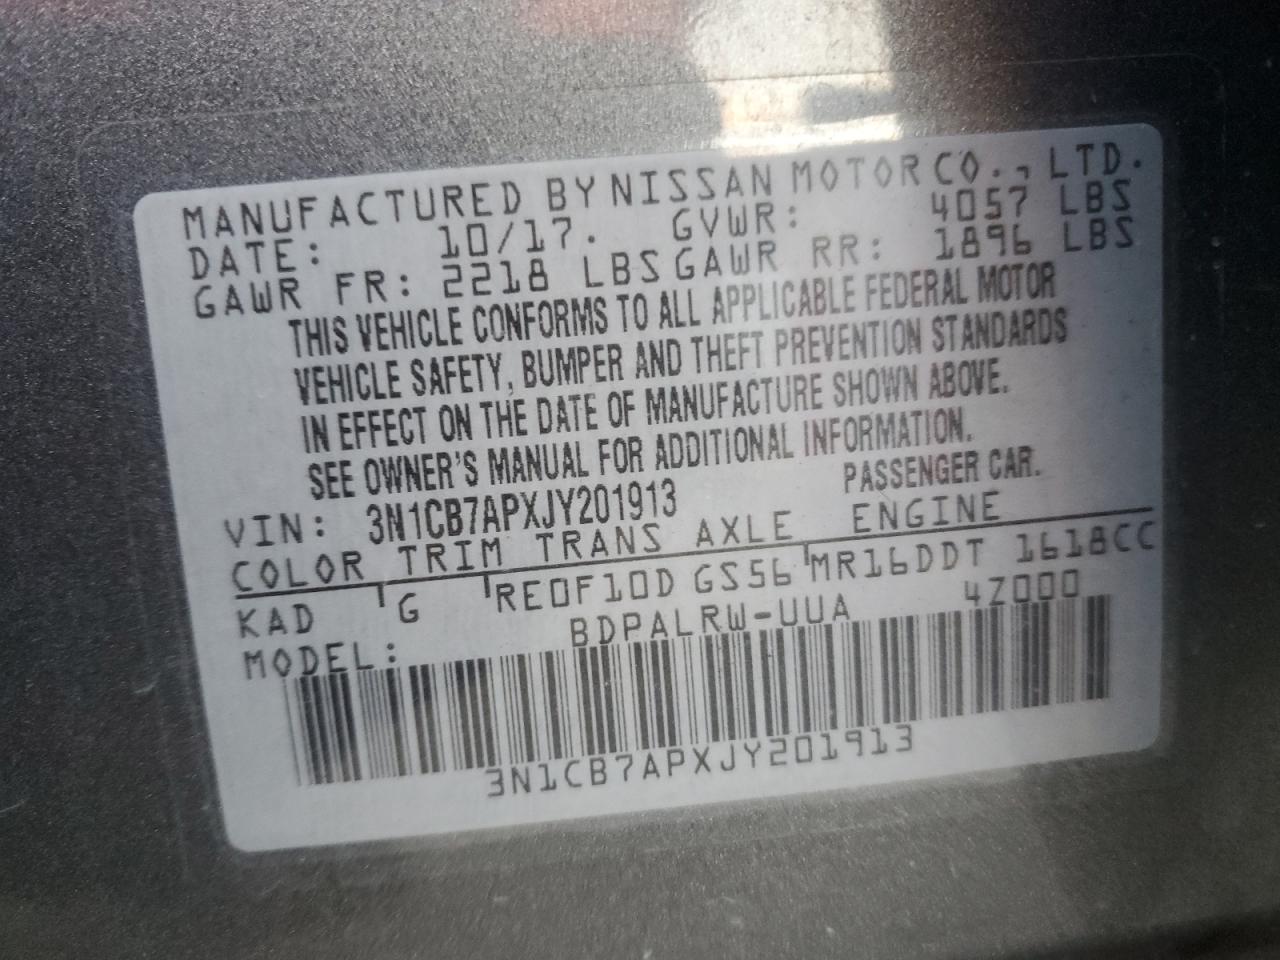 MANUFACTURED BY NISSAN MOTOR CO., LTD.
DATE: 10/17. GVWR: 4057 LBS
GAWR FR: 2218 LBS GAWR RR: 1896 LBS
THIS VEHICLE CONFORMS TO ALL APPLICABLE FEDERAL MOTOR
VEHICLE SAFETY, BUMPER AND THEFT PREVENTION STANDARDS
IN EFFECT ON THE DATE OF MANUFACTURE SHOWN ABOVE.
SEE OWNER'S MANUAL FOR ADDITIONAL INFORMATION.
VIN: 3N1CB7APXJY201913 PASSENGER CAR.
COLOR TRIM TRANS AXLE ENGINE
KAD G RE0F10D GS56 MR16DDT 1618CC
MODEL: BDPALRW-UUA 4Z000
3N1CB7APXJY201913